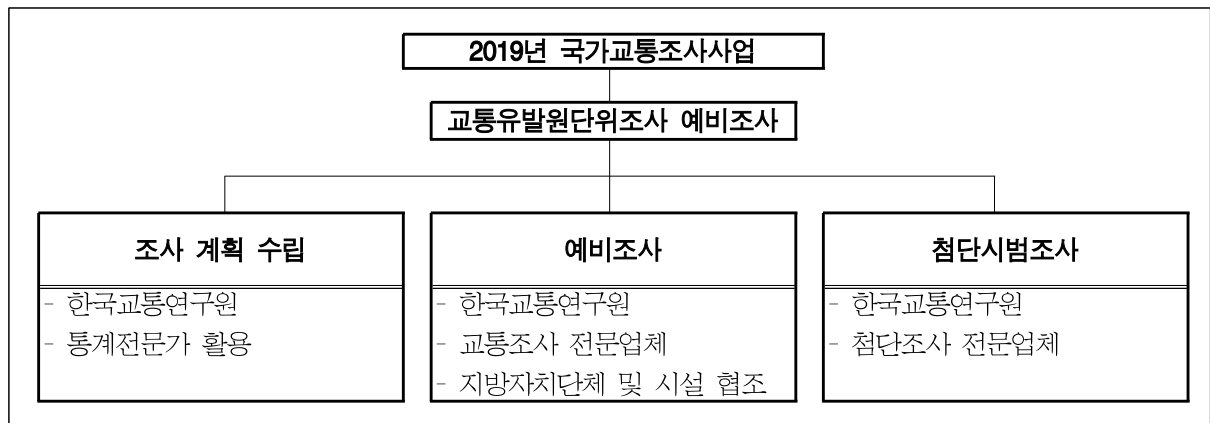 2019년 국가교통조사사업
교통유발원단위조사 예비조사
조사 계획 수립
- 한국교통연구원
- 통계전문가 활용
예비조사
- 한국교통연구원
- 교통조사 전문업체
- 지방자치단체 및 시설 협조
첨단시범조사
- 한국교통연구원
- 첨단조사 전문업체